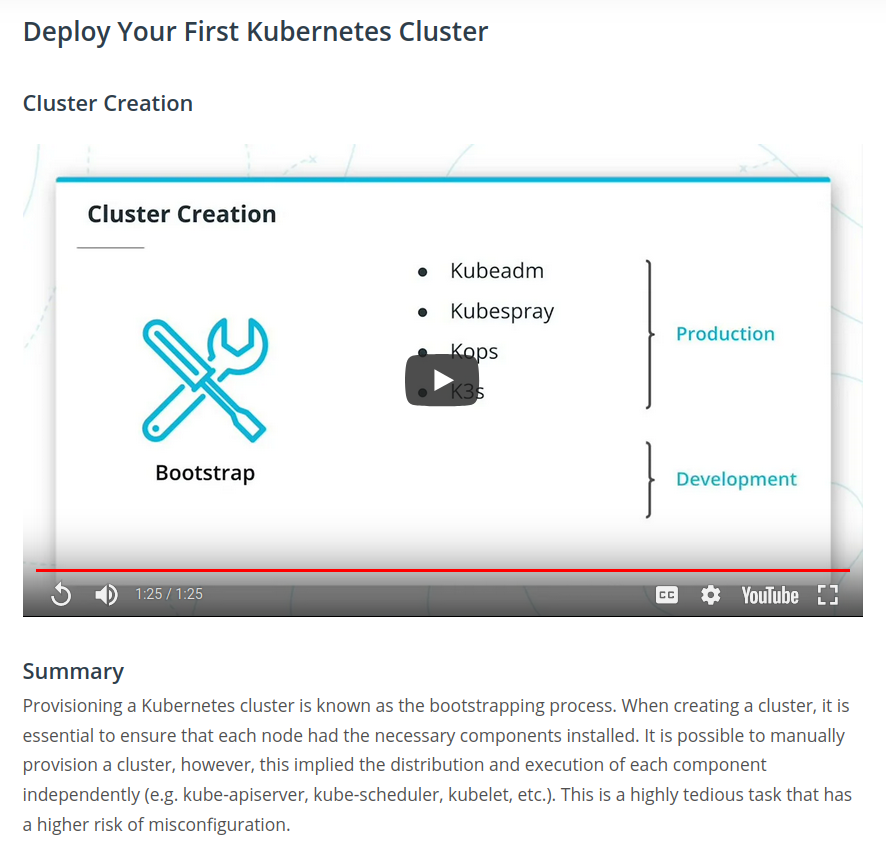 Deploy Your First Kubernetes Cluster
Cluster Creation
Cluster Creation
Kubeadm
Kubespray
Kops
K3s
Production
Development
Bootstrap
1:25 / 1:25
CC
YouTube
Summary
Provisioning a Kubernetes cluster is known as the bootstrapping process. When creating a cluster, it is
essential to ensure that each node had the necessary components installed. It is possible to manually
provision a cluster, however, this implied the distribution and execution of each component
independently (e.g. kube-apiserver, kube-scheduler, kubelet, etc.). This is a highly tedious task that has
a higher risk of misconfiguration.